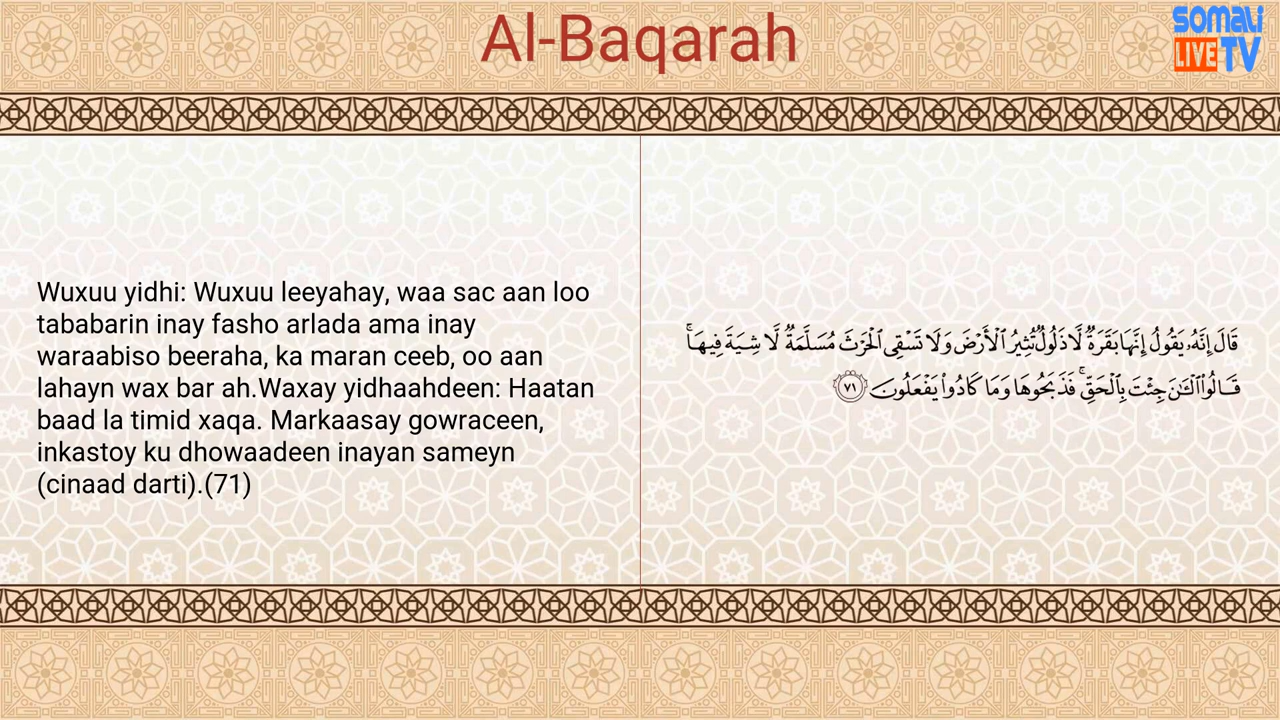 Al-Baqarah
SOMALI
LIVE TV
Wuxuu yidhi: Wuxuu leeyahay, waa sac aan loo
tababarin inay fasho arlada ama inay
waraabiso beeraha, ka maran ceeb, oo aan
lahayn wax bar ah.Waxay yidhaahdeen: Haatan
baad la timid xaqa. Markaasay gowraceen,
inkastoy ku dhowaadeen inayan sameyn
(cinaad darti).(71)
قَالَ إِنَّهُۥ يَقُولُ إِنَّهَا بَقَرَةٌ لَّا ذَلُولٌ تُثِيرُ ٱلْأَرْضَ وَلَا تَسْقِى ٱلْحَرْثَ مُسَلَّمَةٌ لَّا شِيَةَ فِيهَا ۚ
قَالُوا۟ ٱلْـَٰٔنَ جِئْتَ بِٱلْحَقِّ ۚ فَذَبَحُوهَا وَمَا كَادُوا۟ يَفْعَلُونَ ٧١